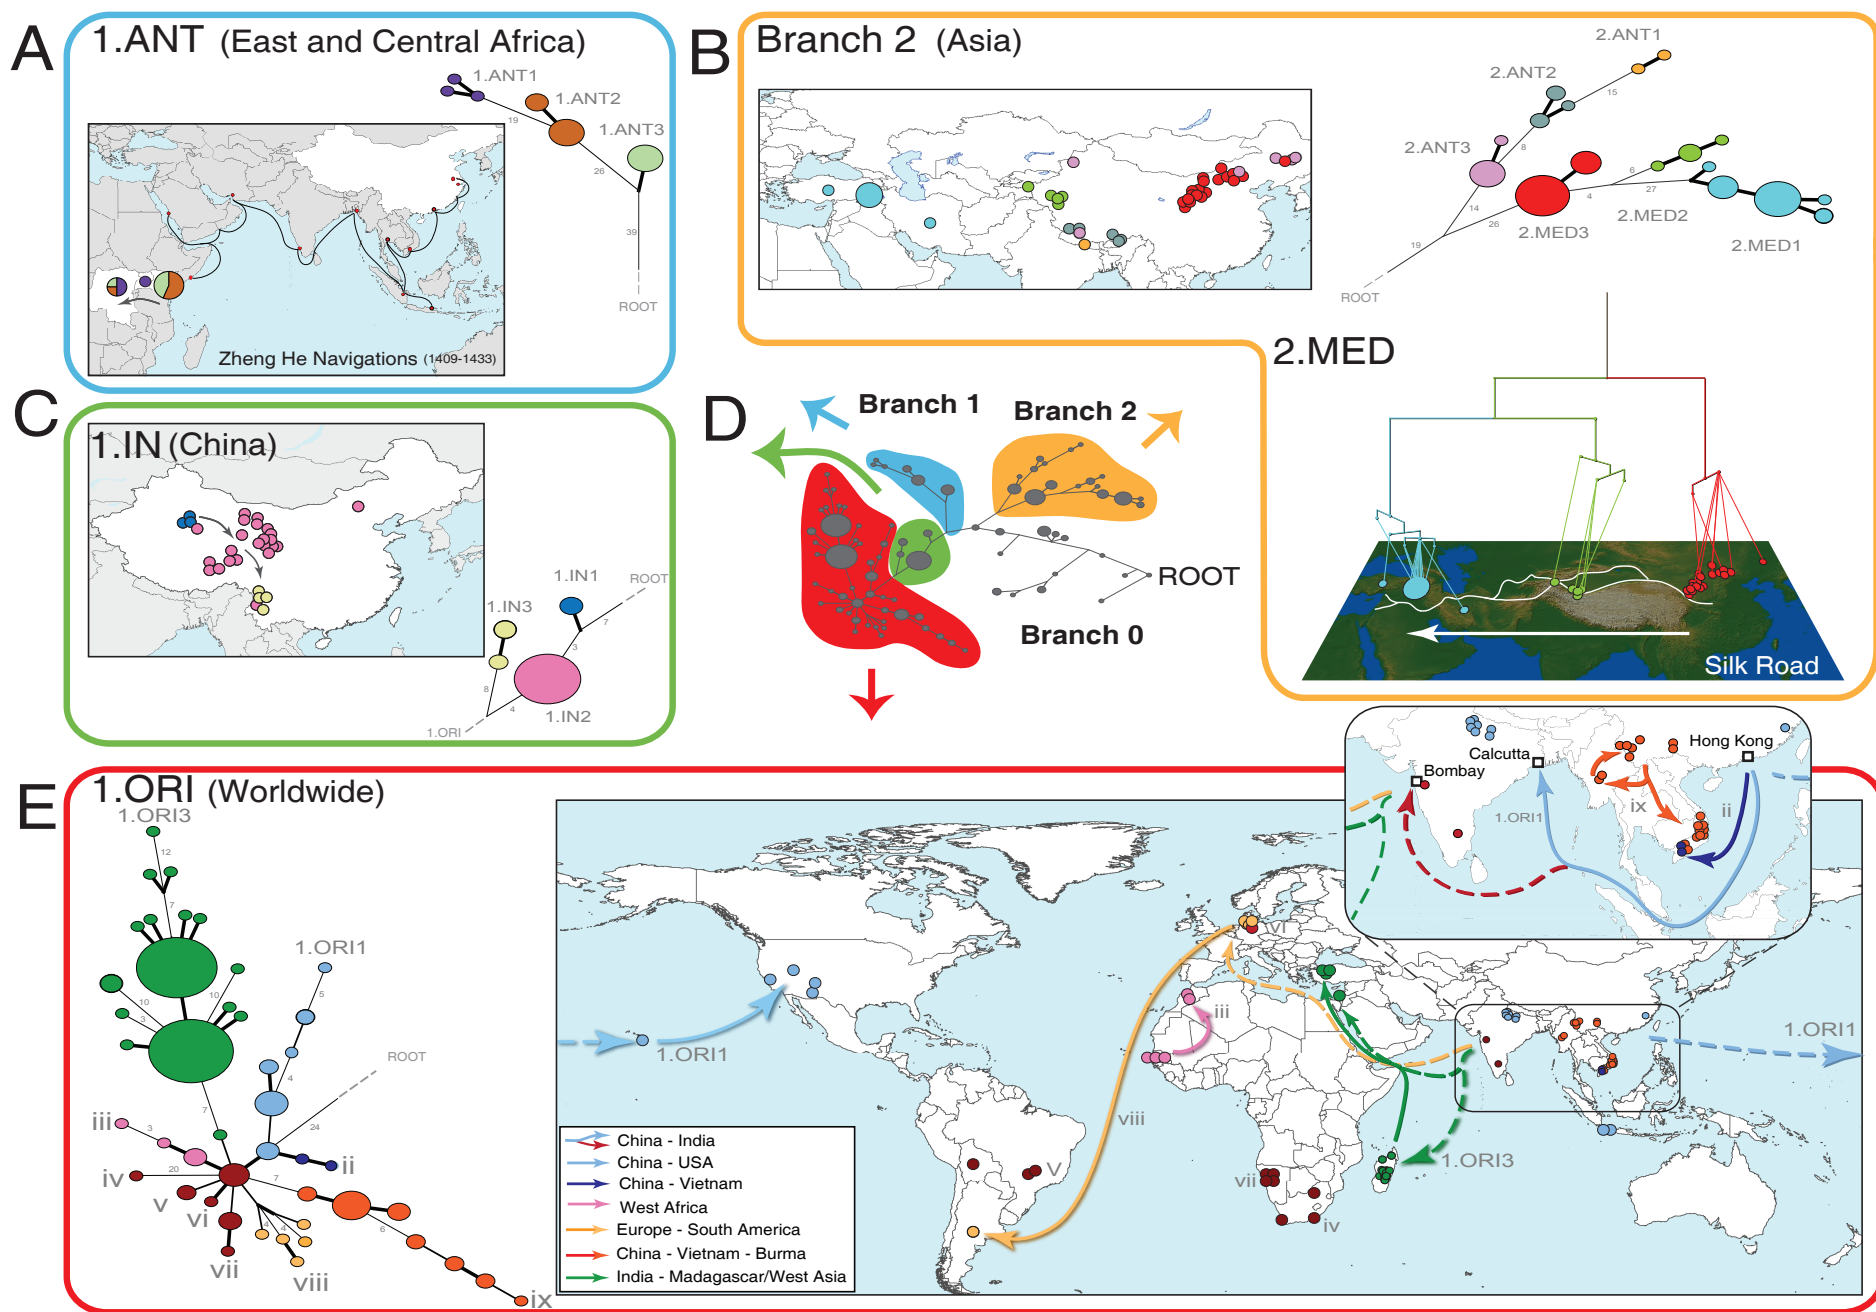 A
1.ANT (East and Central Africa)
1.ANT1
1.ANT2
1.ANT3
19
26
39
ROOT
Zheng He Navigations (1409-1433)
B
Branch 2 (Asia)
2.ANT1
2.ANT2
2.ANT3
15
8
14
19
26
4
6
27
2.MED3
2.MED2
2.MED1
ROOT
2.MED
Silk Road
C
1.IN (China)
1.IN1
ROOT
1.IN3
7
3
8
4
1.IN2
1.ORI
D
Branch 1
Branch 2
ROOT
Branch 0
E
1.ORI (Worldwide)
1.ORI3
12
7
10
10
3
7
1.ORI1
5
4
ROOT
24
iii
3
iv
20
ii
v
vi
7
4
4
6
vii
viii
ix
1.ORI1
viii
iii
vi
v
vii
iv
1.ORI3
1.ORI1
Bombay
Calcutta
Hong Kong
1.ORI1
ix
ii
China - India
China - USA
China - Vietnam
West Africa
Europe - South America
China - Vietnam - Burma
India - Madagascar/West Asia